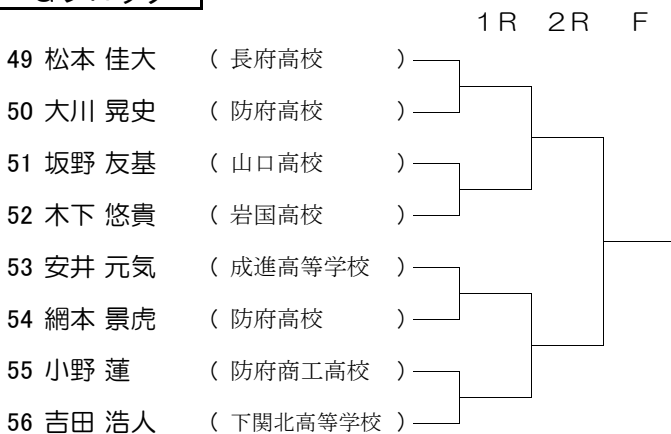 1R 2R F
49 松本 佳大 ( 長府高校 )
50 大川 晃史 ( 防府高校 )
51 坂野 友基 ( 山口高校 )
52 木下 悠貴 ( 岩国高校 )
53 安井 元気 ( 成進高等学校 )
54 網本 景虎 ( 防府高校 )
55 小野 蓮 ( 防府商工高校 )
56 吉田 浩人 ( 下関北高等学校 )